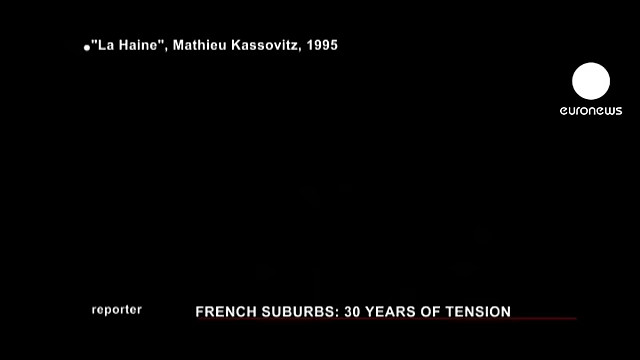 "La Haine", Mathieu Kassovitz, 1995
euronews
reporter
FRENCH SUBURBS: 30 YEARS OF TENSION